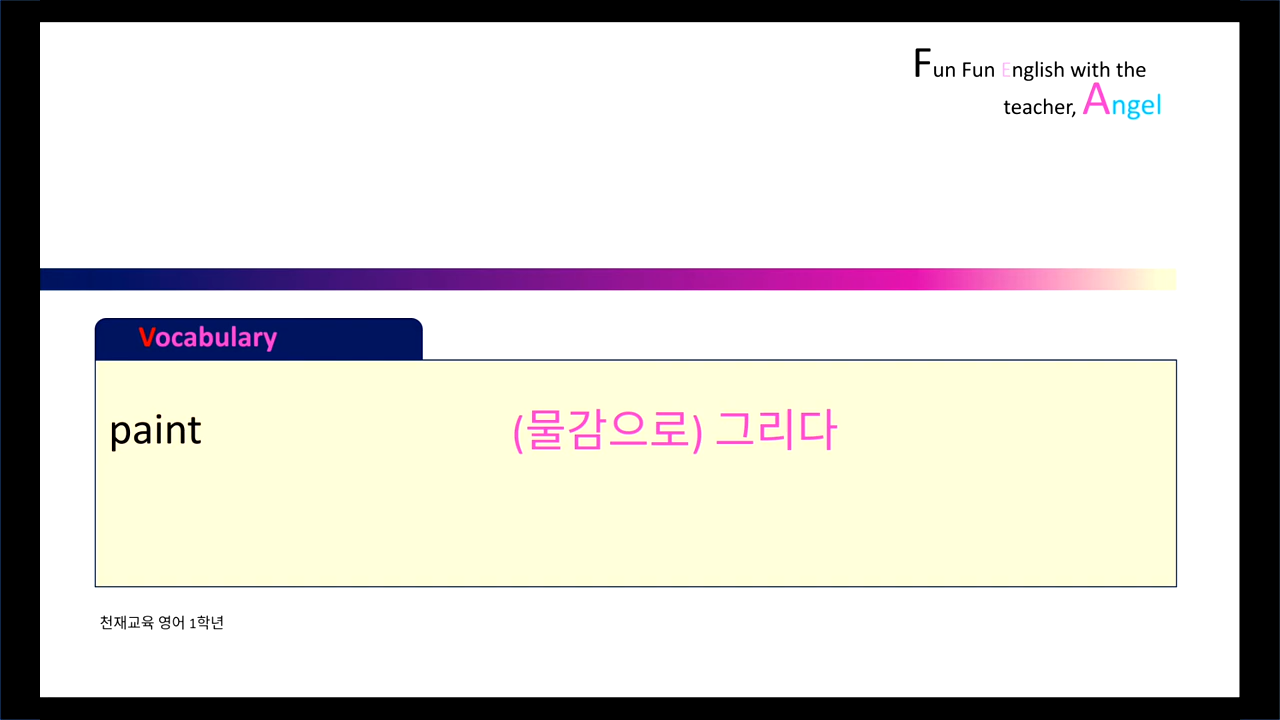 Fun Fun English with the
teacher, Angel
Vocabulary
paint (물감으로) 그리다
천재교육 영어 1학년